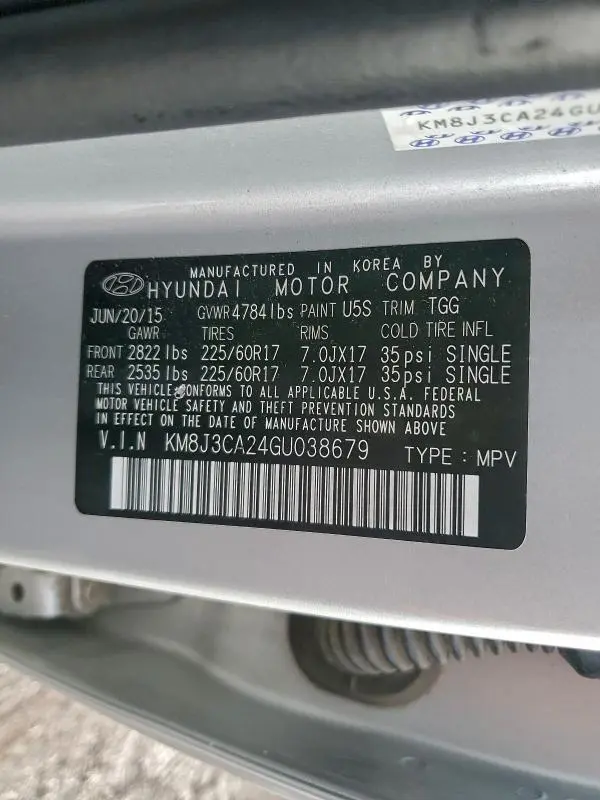 KM8J3CA24GU
MANUFACTURED IN KOREA BY
HYUNDAI MOTOR COMPANY
JUN/20/15 GVWR4784lbs PAINT U5S TRIM TGG
GAWR TIRES RIMS COLD TIRE INFL
FRONT 2822lbs 225/60R17 7.0JX17 35psi SINGLE
REAR 2535lbs 225/60R17 7.0JX17 35psi SINGLE
THIS VEHICLE CONFORMS TO ALL APPLICABLE U.S.A. FEDERAL
MOTOR VEHICLE SAFETY AND THEFT PREVENTION STANDARDS
IN EFFECT ON THE DATE OF MANUFACTURE SHOWN ABOVE
V.I.N KM8J3CA24GU038679 TYPE : MPV